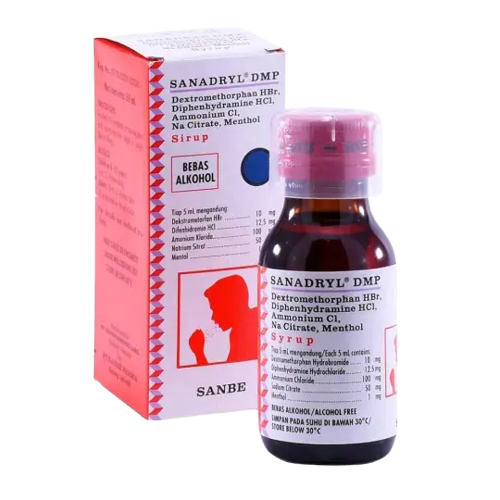 SANADRYL® DMP
Dextromethorphan HBr,
Diphenhydramine HCl,
Ammonium Cl,
Na Citrate, Menthol
Sirup
BEBAS
ALKOHOL
Tiap 5 mL mengandung:
Dekstrometorfan HBr 10 mg
Difenhidramin HCl 12,5 mg
Amonium Klorida 100 mg
Natrium Sitrat 50 mg
Mentol 1
SANBE
SANADRYL® DMP
Dextromethorphan HBr,
Diphenhydramine HCl,
Ammonium Cl,
Na Citrate, Menthol
Syrup
Tiap 5 mL mengandung/Each 5 mL contains:
Dextromethorphan Hydrobromide 10 mg
Diphenhydramine Hydrochloride 12.5 mg
Ammonium Chloride 100 mg
Sodium Citrate 50 mg
Menthol 1 mg
BEBAS ALKOHOL/ALCOHOL FREE
SIMPAN PADA SUHU DI BAWAH 30°C/
STORE BELOW 30°C